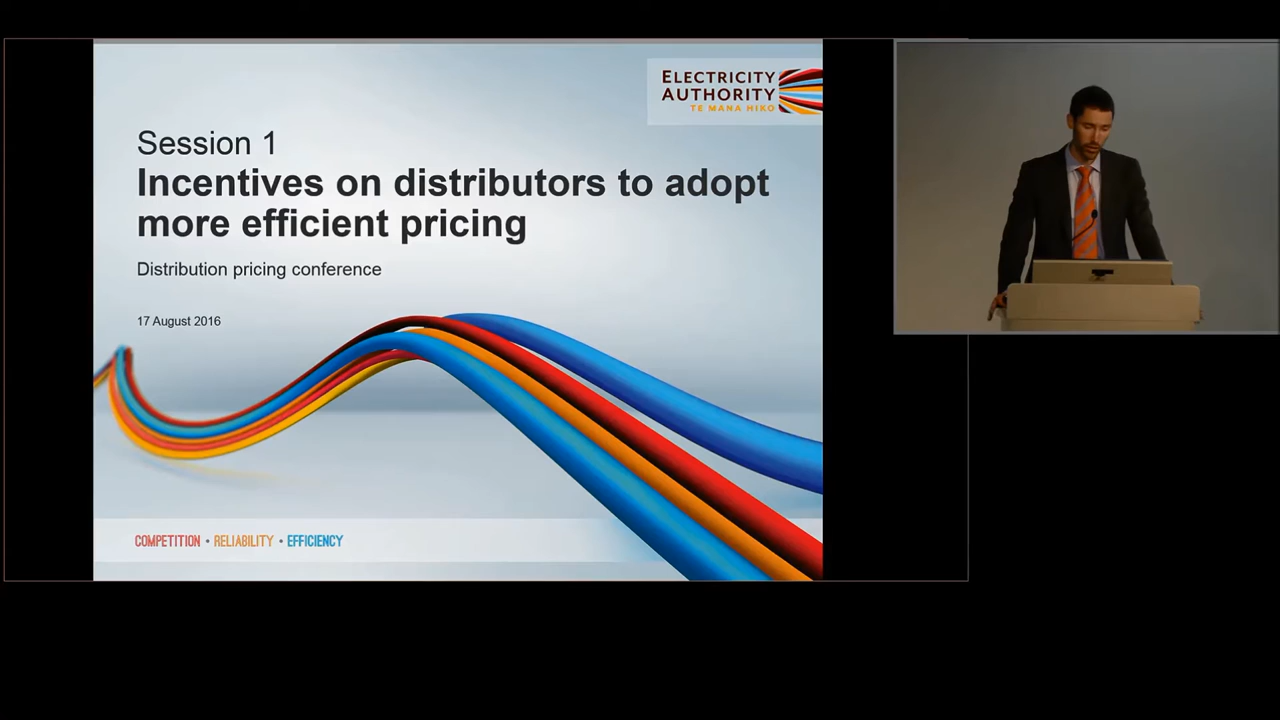 ELECTRICITY
AUTHORITY
TE MANA HIKO
Session 1
Incentives on distributors to adopt
more efficient pricing
Distribution pricing conference
17 August 2016
COMPETITION • RELIABILITY • EFFICIENCY